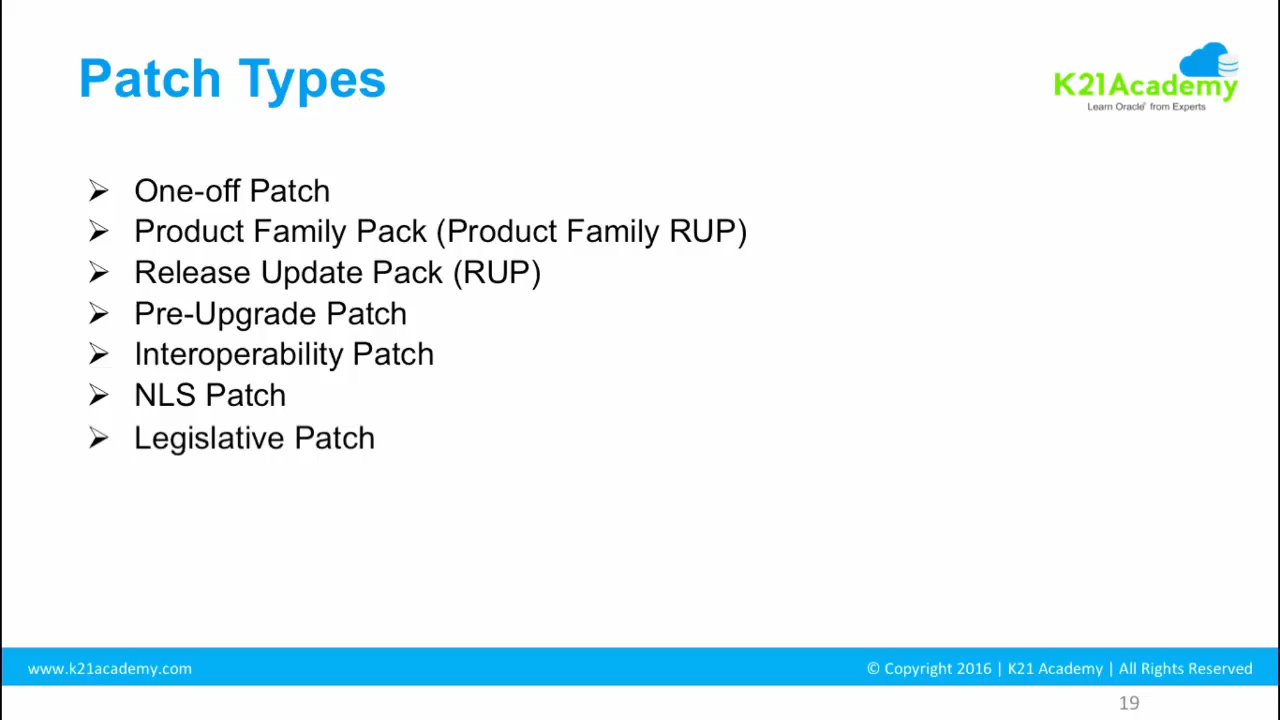 Patch Types
K21Academy
Learn Oracle® from Experts
➢ One-off Patch
➢ Product Family Pack (Product Family RUP)
➢ Release Update Pack (RUP)
➢ Pre-Upgrade Patch
➢ Interoperability Patch
➢ NLS Patch
➢ Legislative Patch
www.k21academy.com
© Copyright 2016 | K21 Academy | All Rights Reserved
19